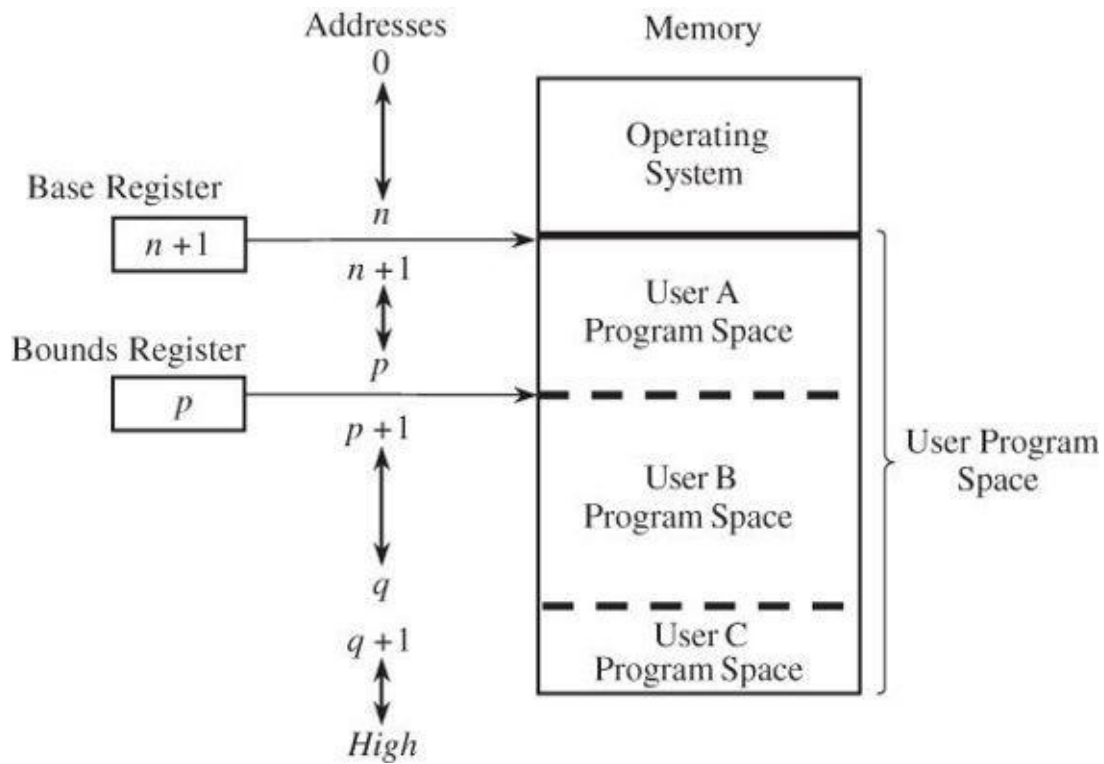 Addresses
Memory
0
Operating
System
Base Register
n
n + 1
n + 1
User A
Program Space
Bounds Register
p
p
p + 1
User B
Program Space
User Program
Space
q
q + 1
User C
Program Space
High